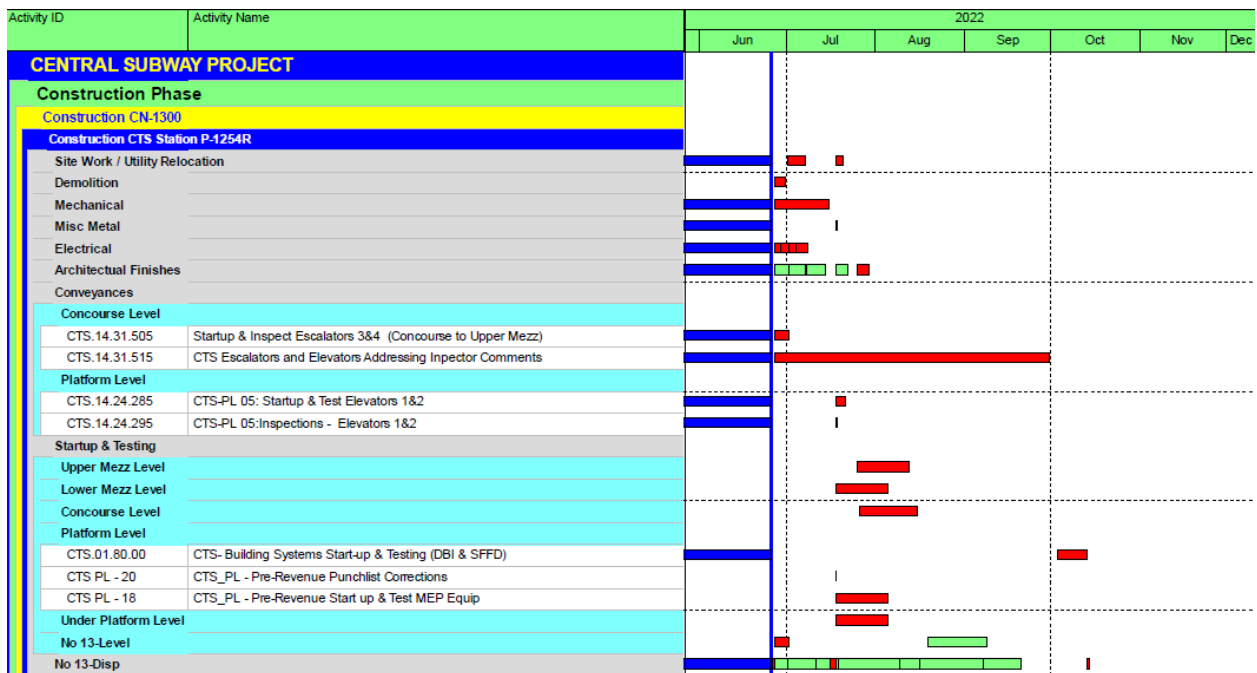 Activity ID Activity Name 2022
Jun Jul Aug Sep Oct Nov Dec
CENTRAL SUBWAY PROJECT
Construction Phase
Construction CN-1300
Construction CTS Station P-1254R
Site Work / Utility Relocation
Demolition
Mechanical
Misc Metal
Electrical
Architectual Finishes
Conveyances
Concourse Level
CTS.14.31.505 Startup & Inspect Escalators 3&4 (Concourse to Upper Mezz)
CTS.14.31.515 CTS Escalators and Elevators Addressing Inpector Comments
Platform Level
CTS.14.24.285 CTS-PL 05: Startup & Test Elevators 1&2
CTS.14.24.295 CTS-PL 05:Inspections - Elevators 1&2
Startup & Testing
Upper Mezz Level
Lower Mezz Level
Concourse Level
Platform Level
CTS.01.80.00 CTS- Building Systems Start-up & Testing (DBI & SFFD)
CTS PL - 20 CTS_PL - Pre-Revenue Punchlist Corrections
CTS PL - 18 CTS_PL - Pre-Revenue Start up & Test MEP Equip
Under Platform Level
No 13-Level
No 13-Disp